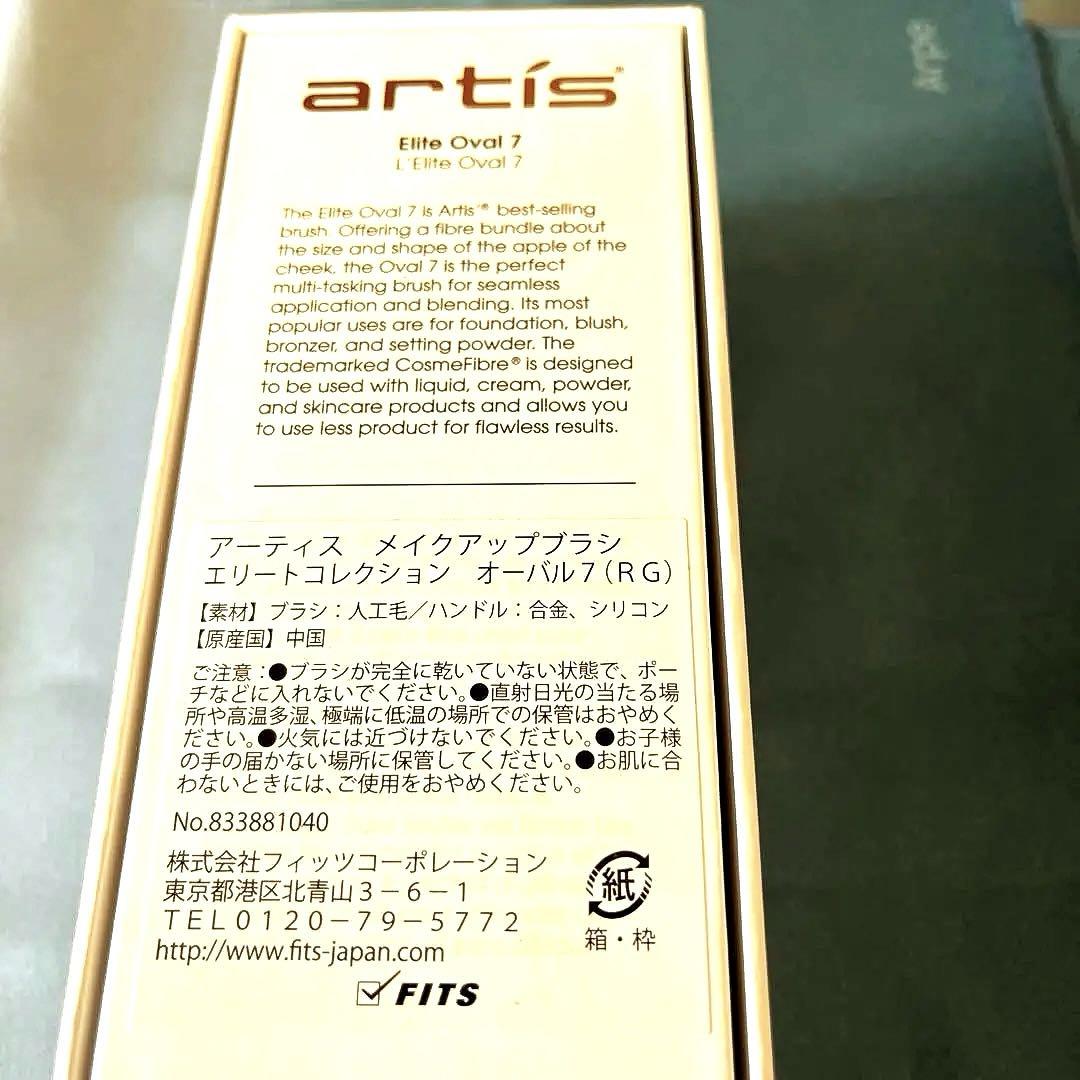 artis®
Elite Oval 7
L'Elite Oval 7
The Elite Oval 7 is Artis'® best-selling
brush. Offering a fibre bundle about
the size and shape of the apple of the
cheek, the Oval 7 is the perfect
multi-tasking brush for seamless
application and blending. Its most
popular uses are for foundation, blush,
bronzer, and setting powder. The
trademarked CosmeFibre® is designed
to be used with liquid, cream, powder,
and skincare products and allows you
to use less product for flawless results.
アーティス　メイクアップブラシ
エリートコレクション　オーバル７（ＲＧ）
【素材】ブラシ：人工毛／ハンドル：合金、シリコン
【原産国】中国
ご注意：●ブラシが完全に乾いていない状態で、ポー
チなどに入れないでください。●直射日光の当たる場
所や高温多湿、極端に低温の場所での保管はおやめく
ださい。●火気には近づけないでください。●お子様
の手の届かない場所に保管してください。●お肌に合
わないときには、ご使用をおやめください。
No.833881040
株式会社フィッツコーポレーション
東京都港区北青山３－６－１
ＴＥＬ０１２０－７９－５７７２
http://www.fits-japan.com
紙
箱・枠
FITS